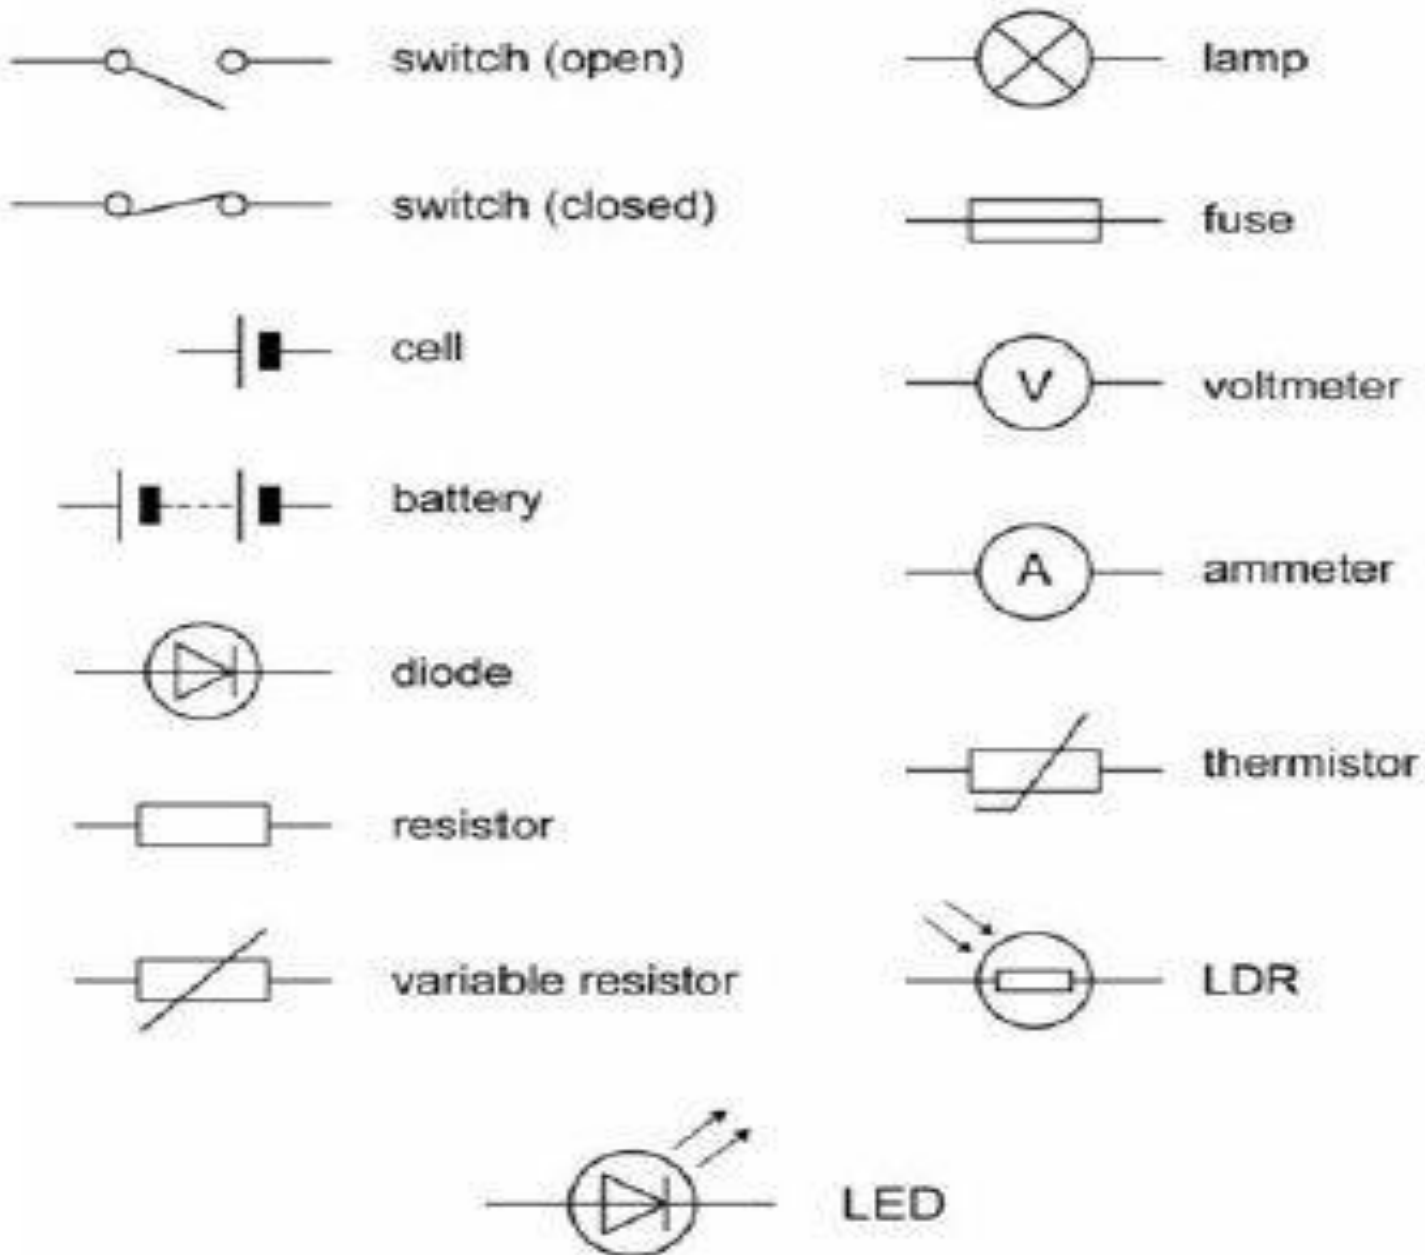 switch (open)
switch (closed)
cell
battery
diode
resistor
variable resistor
lamp
fuse
V
voltmeter
A
ammeter
thermistor
LDR
LED